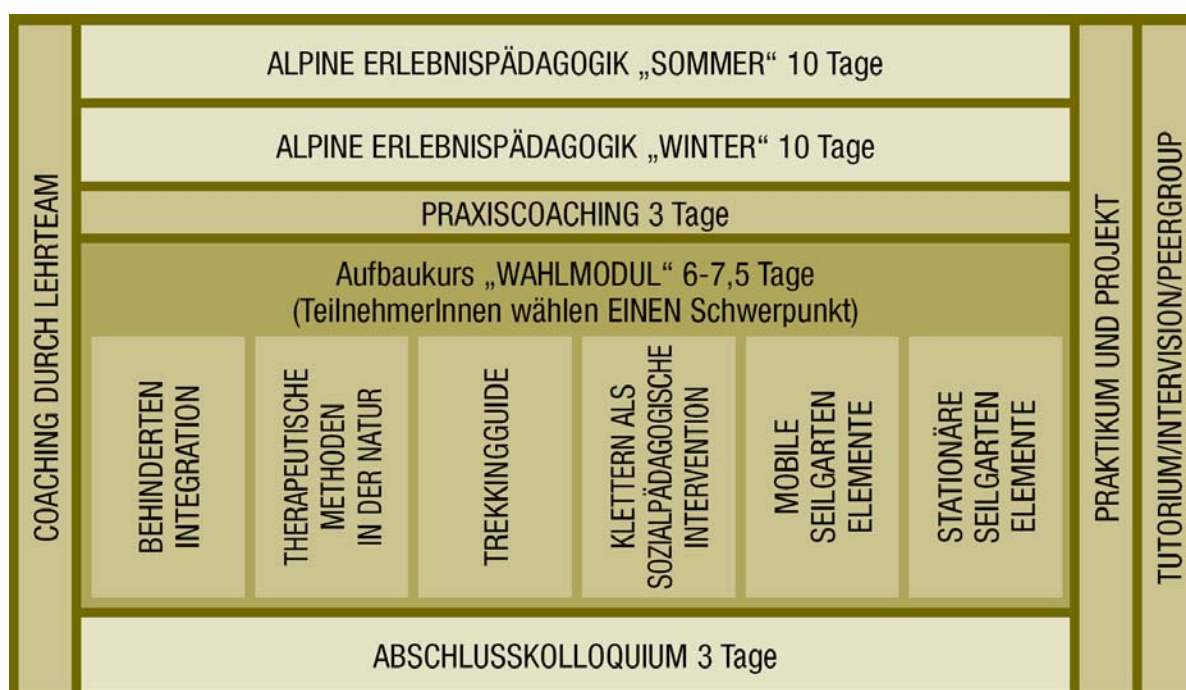 COACHING DURCH LEHRTEAM
ALPINE ERLEBNISPÄDAGOGIK „SOMMER“ 10 Tage
ALPINE ERLEBNISPÄDAGOGIK „WINTER“ 10 Tage
PRAXISCOACHING 3 Tage
Aufbaukurs „WAHLMODUL“ 6-7,5 Tage
(TeilnehmerInnen wählen EINEN Schwerpunkt)
BEHINDERTEN
INTEGRATION
THERAPEUTISCHE
METHODEN
IN DER NATUR
TREKKINGGUIDE
KLETTERN ALS
SOZIALPÄDAGOGISCHE
INTERVENTION
MOBILE
SEILGARTEN
ELEMENTE
STATIONÄRE
SEILGARTEN
ELEMENTE
ABSCHLUSSKOLLOQUIUM 3 Tage
PRAKTIKUM UND PROJEKT
TUTORIUM/INTERVISION/PEERGROUP